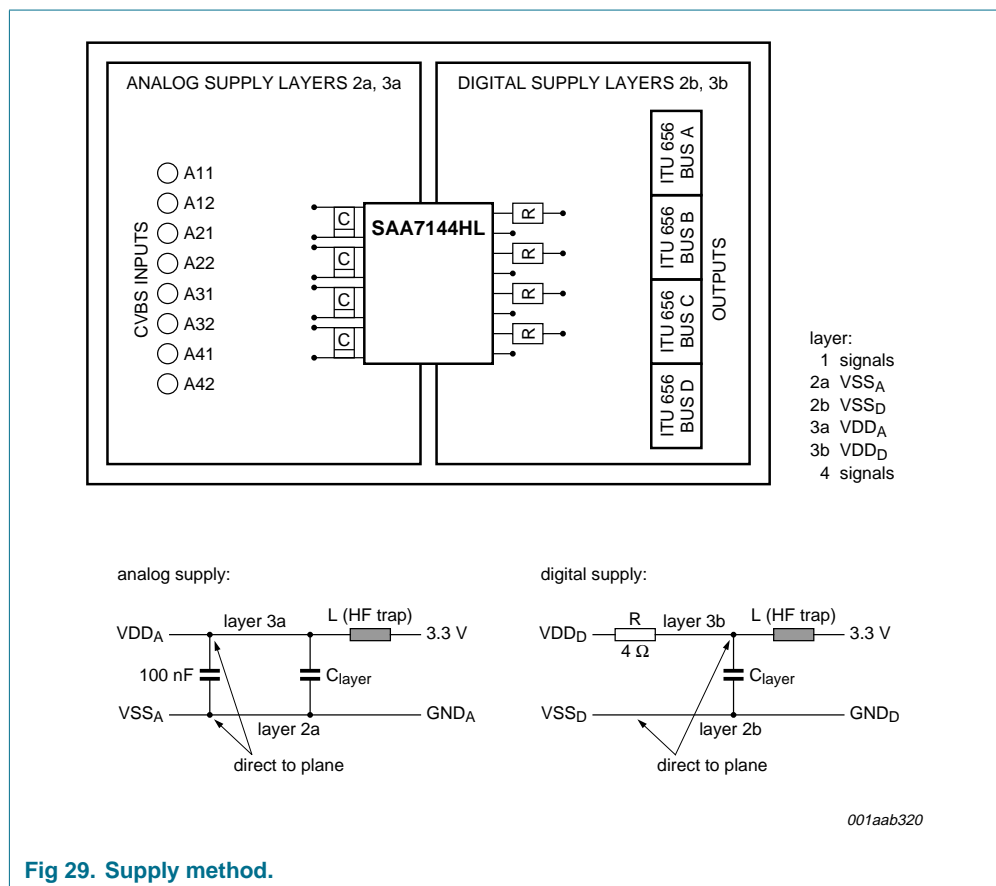 ANALOG SUPPLY LAYERS 2a, 3a
DIGITAL SUPPLY LAYERS 2b, 3b
CVBS INPUTS
A11
A12
A21
A22
A31
A32
A41
A42
C
C
C
C
SAA7144HL
R
R
R
R
ITU 656
BUS A
ITU 656
BUS B
ITU 656
BUS C
ITU 656
BUS D
OUTPUTS
layer:
1 signals
2a VSSA
2b VSSD
3a VDDA
3b VDDD
4 signals
analog supply:
VDDA
layer 3a
L (HF trap)
3.3 V
100 nF
Clayer
VSSA
layer 2a
GNDA
direct to plane
digital supply:
VDDD
R
4 Ω
layer 3b
L (HF trap)
3.3 V
Clayer
VSSD
layer 2b
GNDD
direct to plane
001aab320
Fig 29. Supply method.